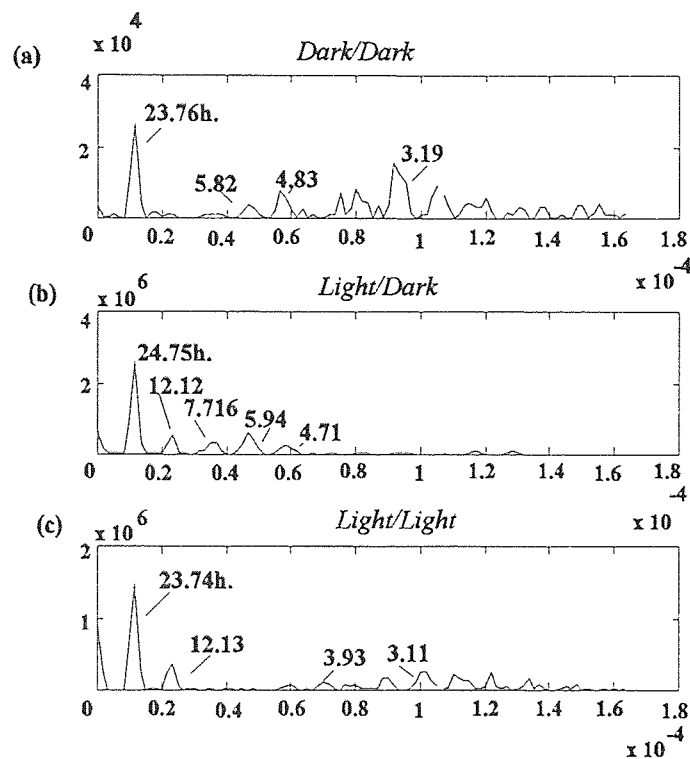 4
x 10
(a)
Dark/Dark
4
2
0
23.76h.
5.82
4,83
3.19
0 0.2 0.4 0.6 0.8 1 1.2 1.4 1.6 1.8
x 10 -4
(b)
x 10 6
Light/Dark
4
2
0
24.75h.
12.12
7.716
5.94
4.71
0 0.2 0.4 0.6 0.8 1 1.2 1.4 1.6 1.8
-4
x 10
(c)
x 10 6
Light/Light
2
1
0
23.74h.
12.13
3.93
3.11
0 0.2 0.4 0.6 0.8 1 1.2 1.4 1.6 1.8
x 10 -4